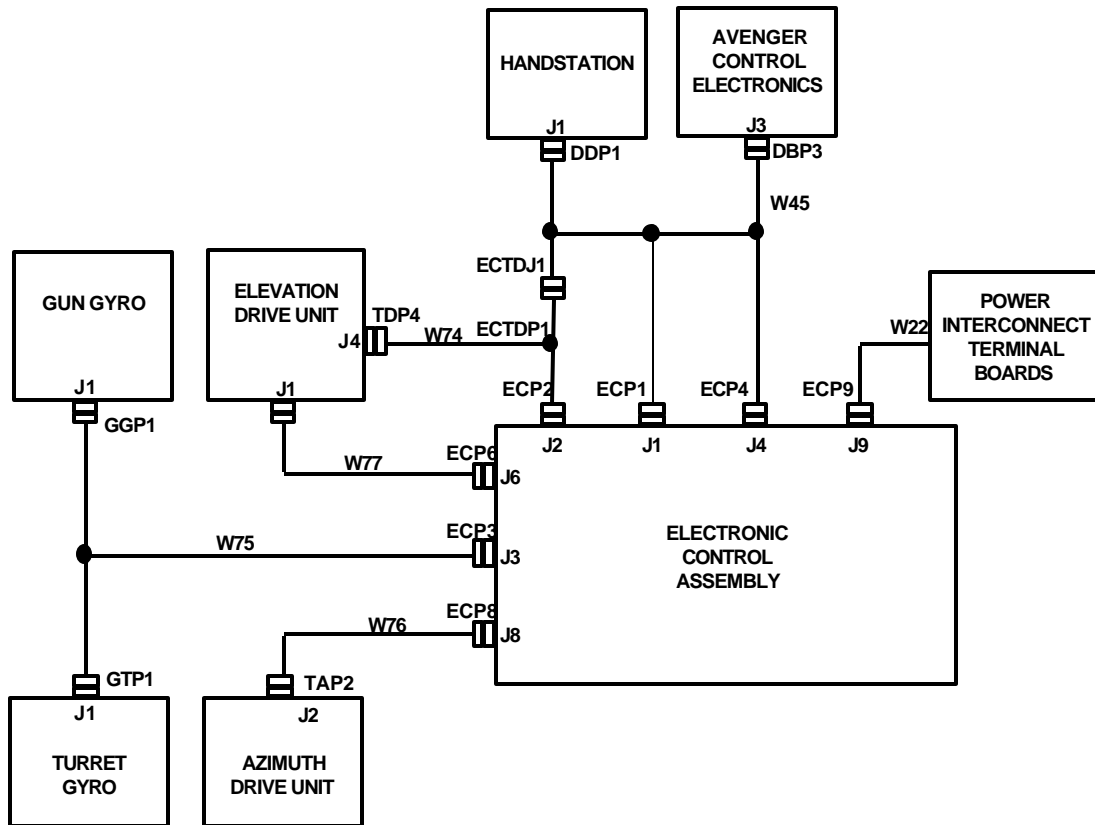 HANDSTATION
J1
DDP1
AVENGER
CONTROL
ELECTRONICS
J3
DBP3
W45
GUN GYRO
J1
GGP1
ELEVATION
DRIVE UNIT
J4
J1
TDP4
W74
ECTDJ1
ECTDP1
POWER
INTERCONNECT
TERMINAL
BOARDS
W22
ECP2
ECP1
ECP4
ECP9
J2
J1
J4
J9
W77
ECP6
J6
W75
ECP3
J3
ELECTRONIC
CONTROL
ASSEMBLY
W76
ECP8
J8
GTP1
J1
TURRET
GYRO
TAP2
J2
AZIMUTH
DRIVE UNIT